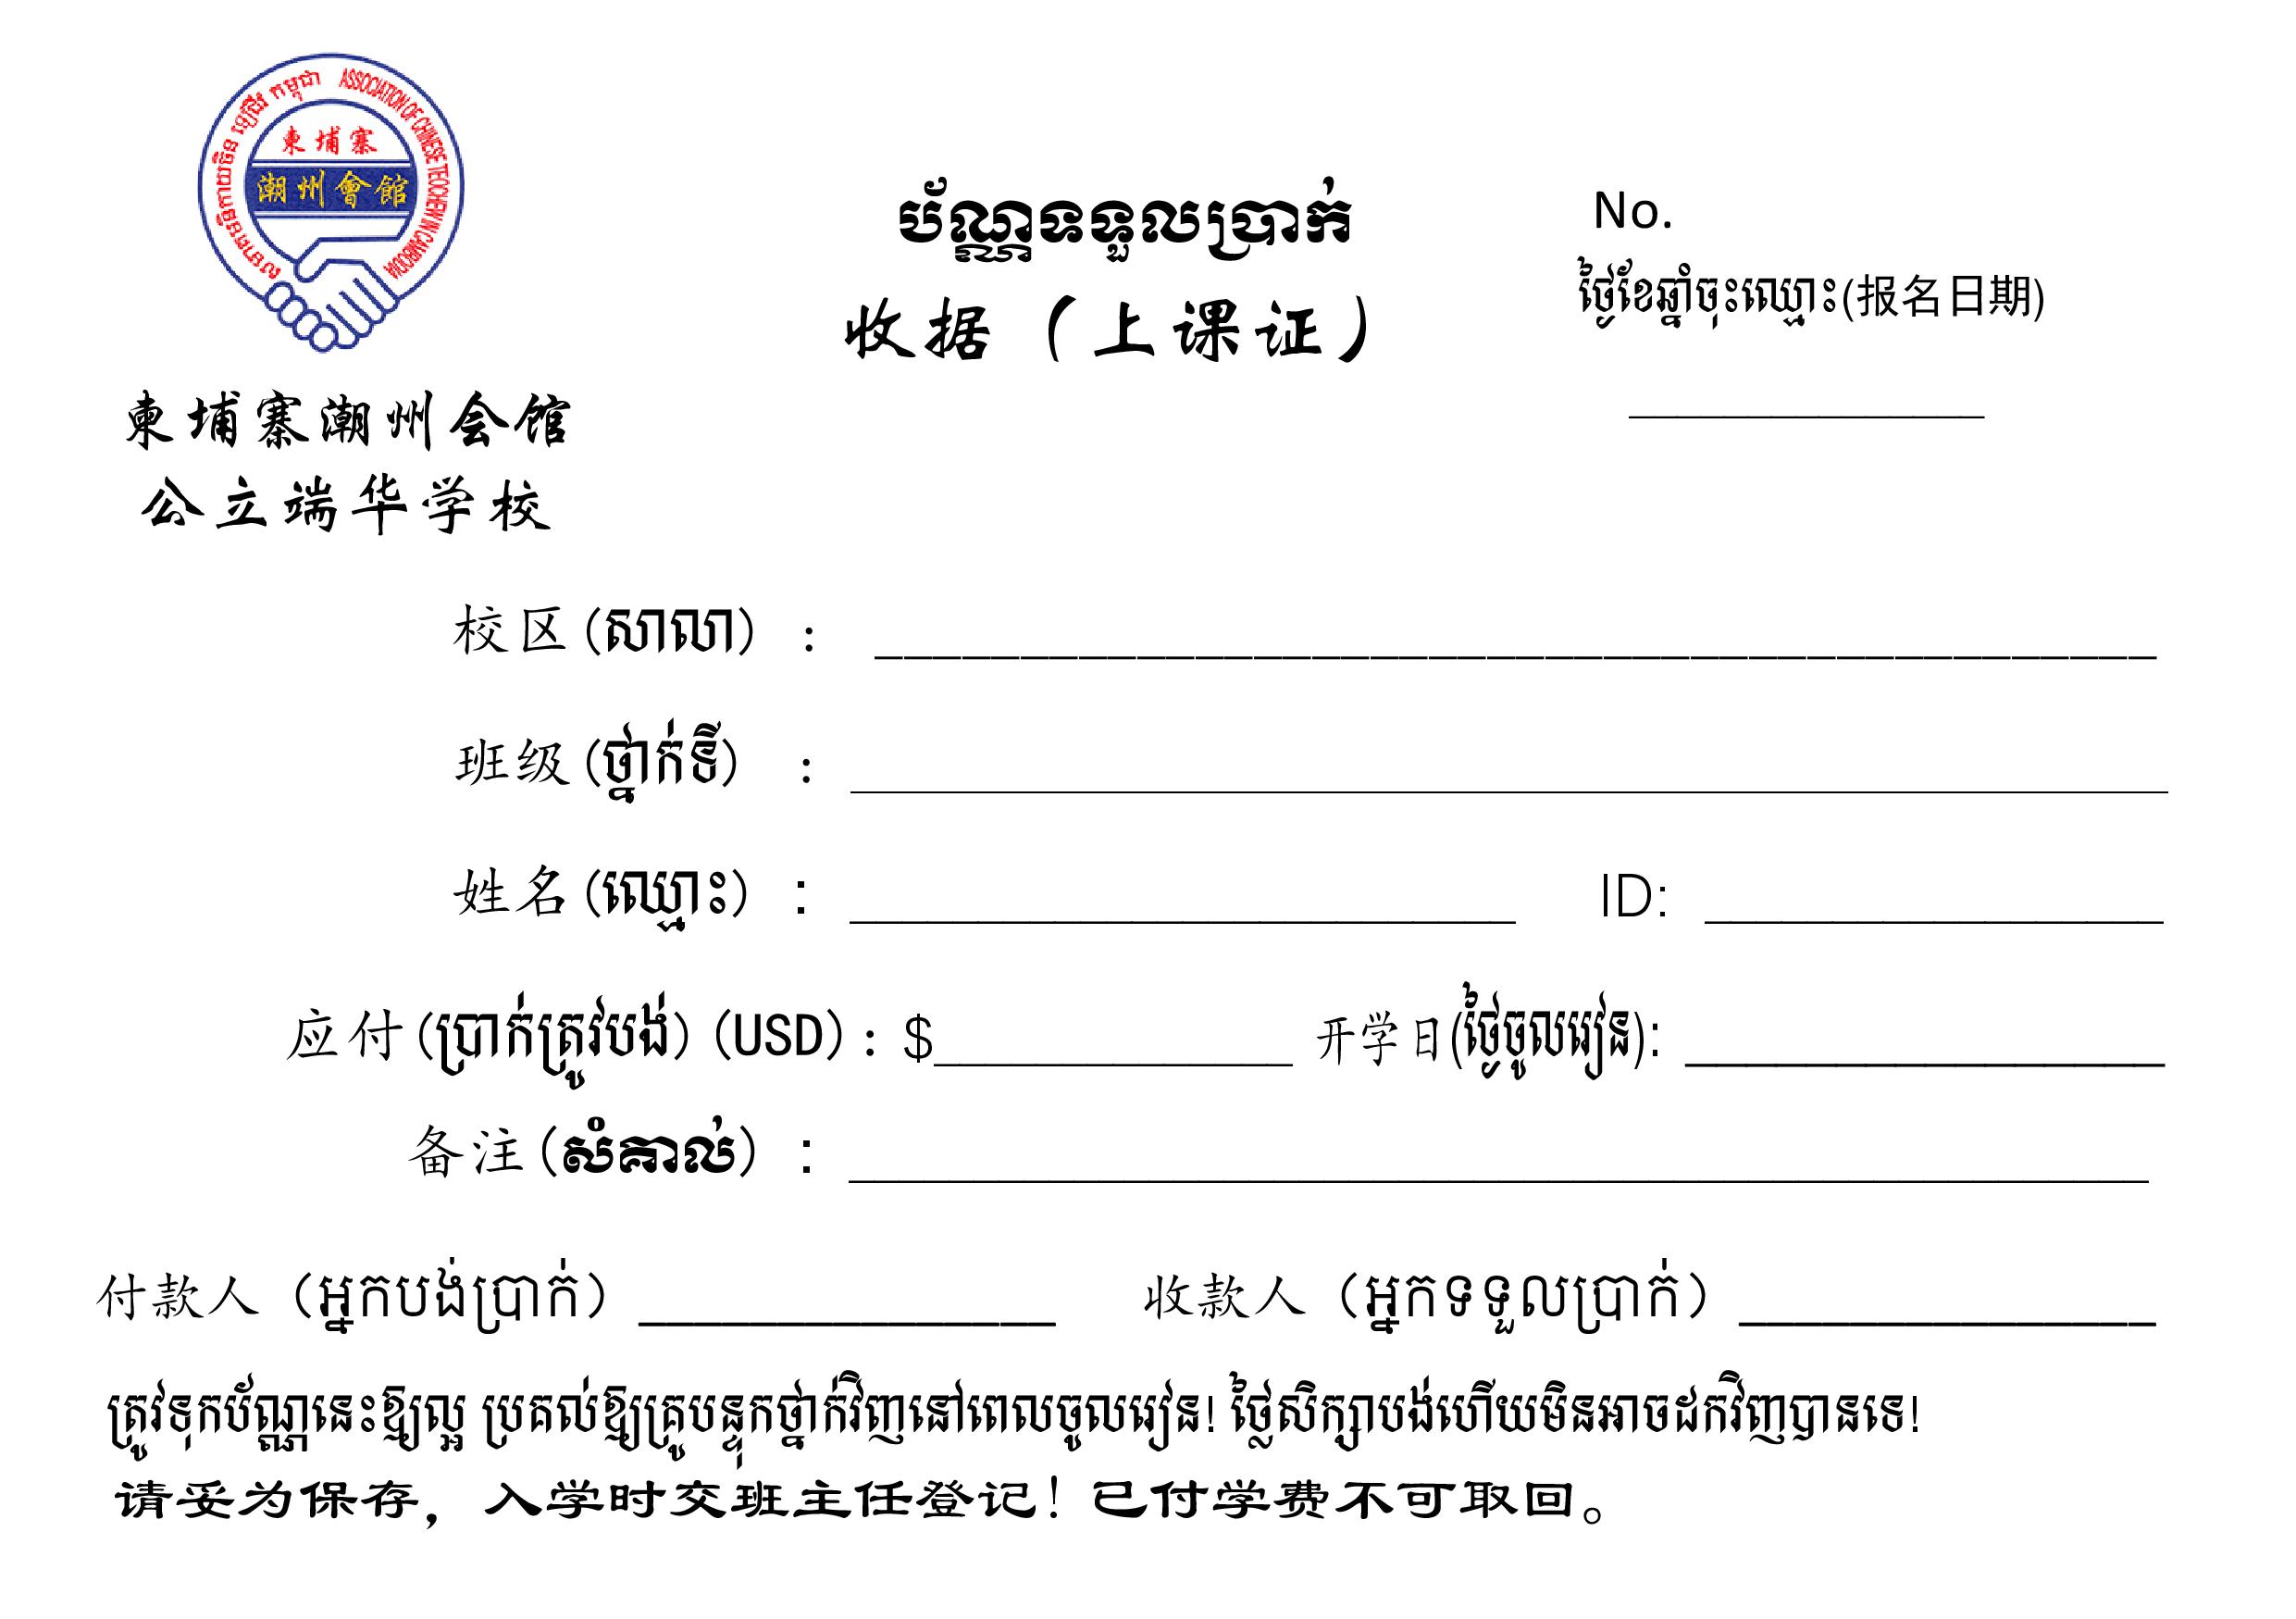 សមាគមន៍ចិនទាជីវ កម្ពុជា ASSOCIATION OF CHINESE TEOCHEW IN CAMBODIA
柬埔寨
潮州會館
ប័ណ្ណទទួលប្រាក់
收据（上课证）
No.
ថ្ងៃខែឆ្នាំចុះឈ្មោះ(报名日期)
柬埔寨潮州会馆
公立端华学校
校区(សាលា) :
班级(ថ្នាក់ទី) :
姓名(ឈ្មោះ) : ID:
应付(ប្រាក់ត្រូវបង់) (USD) : $ 开学日(ថ្ងៃចូលរៀន):
备注(សំគាល់) :
付款人（អ្នកបង់ប្រាក់） 收款人（អ្នកទទួលប្រាក់）
ត្រូវទុកប័ណ្ណនេះឱ្យល្អ ប្រគល់ឱ្យគ្រូបន្ទុកថ្នាក់វិញនៅពេលចូលរៀន! ថ្លៃសិក្សាបង់ហើយមិនអាចដកវិញបានទេ!
请妥为保存，入学时交班主任登记！已付学费不可取回。